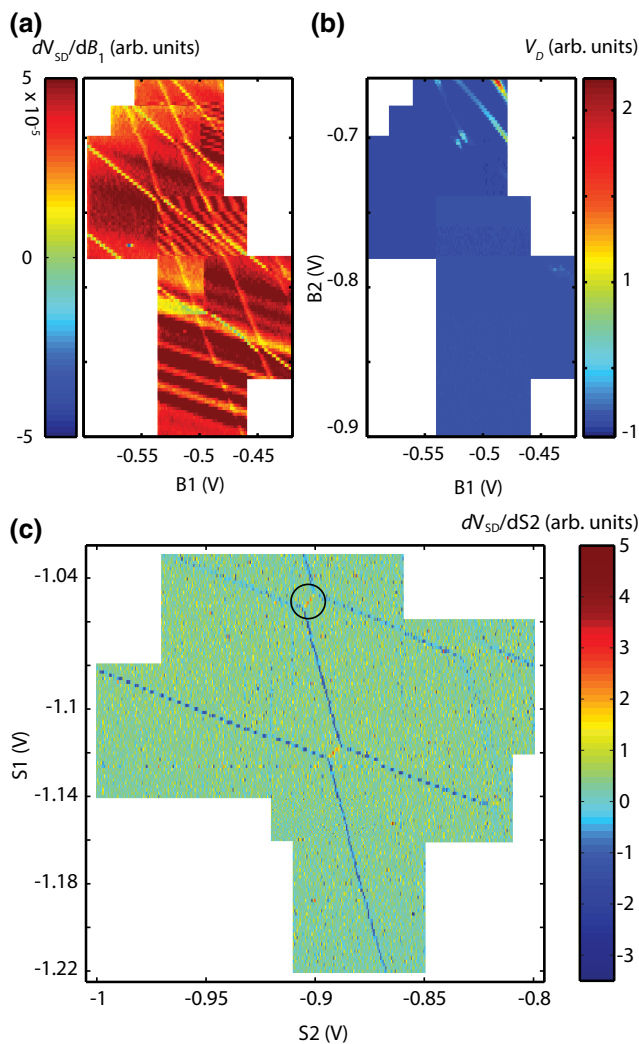 (a)
dV_SD/dB_1 (arb. units)
5
x 10^-5
0
-5
-0.55
-0.5
-0.45
B1 (V)
(b)
V_D (arb. units)
-0.7
-0.8
-0.9
B2 (V)
2
1
-1
-0.55
-0.5
-0.45
B1 (V)
(c)
dV_SD/dS2 (arb. units)
-1.04
-1.1
-1.14
-1.18
-1.22
S1 (V)
-1
-0.95
-0.9
-0.85
-0.8
S2 (V)
5
4
3
2
1
0
-1
-2
-3